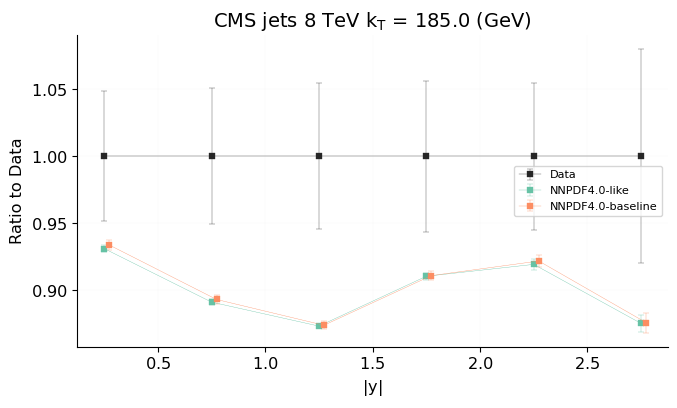 CMS jets 8 TeV k_T = 185.0 (GeV)
Ratio to Data
1.05
1.00
0.95
0.90
Data
NNPDF4.0-like
NNPDF4.0-baseline
0.5 1.0 1.5 2.0 2.5
|y|